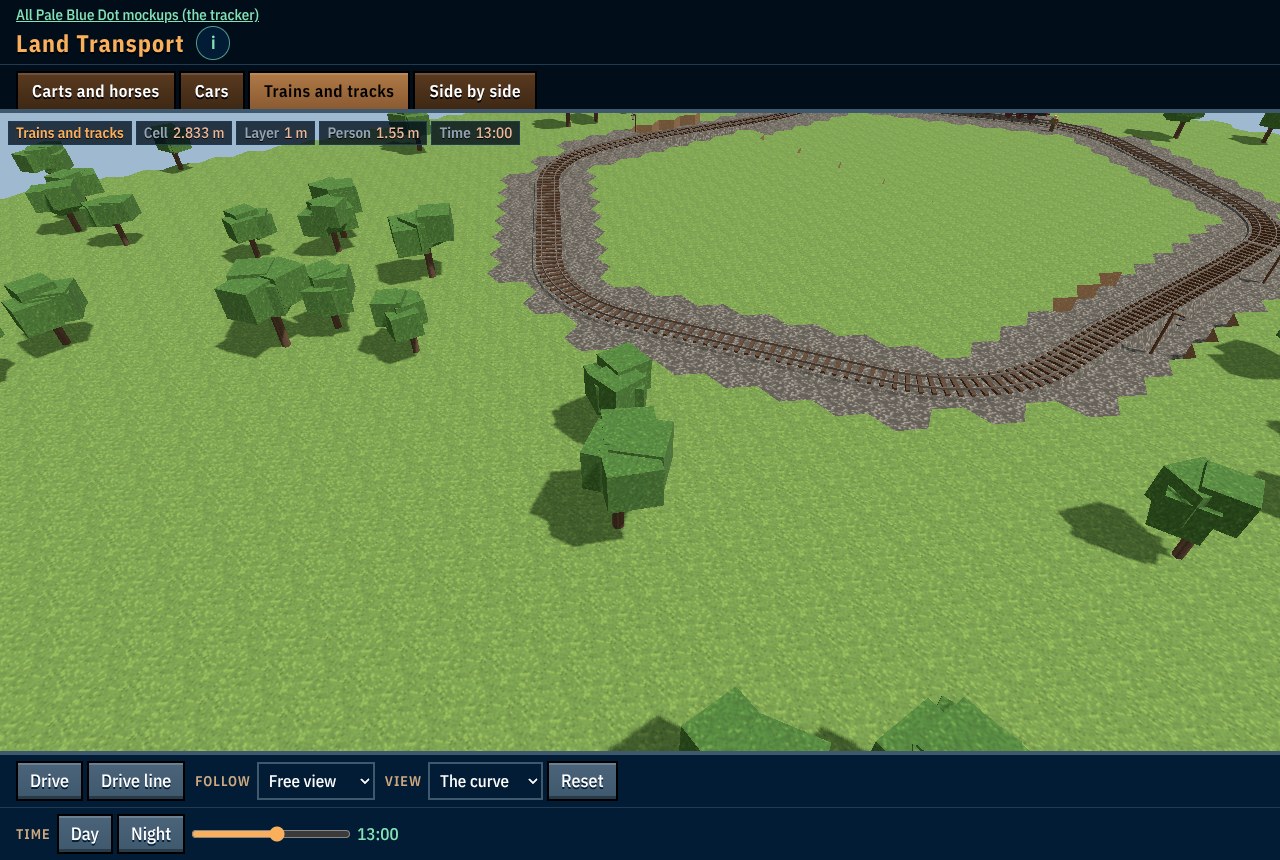 All Pale Blue Dot mockups (the tracker)
Land Transport i
Carts and horses Cars Trains and tracks Side by side
Trains and tracks Cell 2.833 m Layer 1 m Person 1.55 m Time 13:00
Drive Drive line FOLLOW Free view VIEW The curve Reset
TIME Day Night 13:00